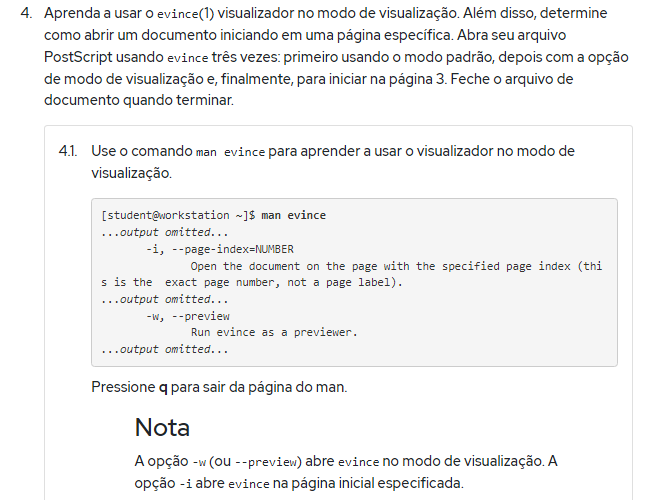 4. Aprenda a usar o evince(1) visualizador no modo de visualização. Além disso, determine
como abrir um documento iniciando em uma página específica. Abra seu arquivo
PostScript usando evince três vezes: primeiro usando o modo padrão, depois com a opção
de modo de visualização e, finalmente, para iniciar na página 3. Feche o arquivo de
documento quando terminar.
4.1. Use o comando man evince para aprender a usar o visualizador no modo de
visualização.
[student@workstation ~]$ man evince
...output omitted...
-i, --page-index=NUMBER
Open the document on the page with the specified page index (thi
s is the  exact page number, not a page label).
...output omitted...
-w, --preview
Run evince as a previewer.
...output omitted...
Pressione q para sair da página do man.
Nota
A opção -w (ou --preview) abre evince no modo de visualização. A
opção -i abre evince na página inicial especificada.